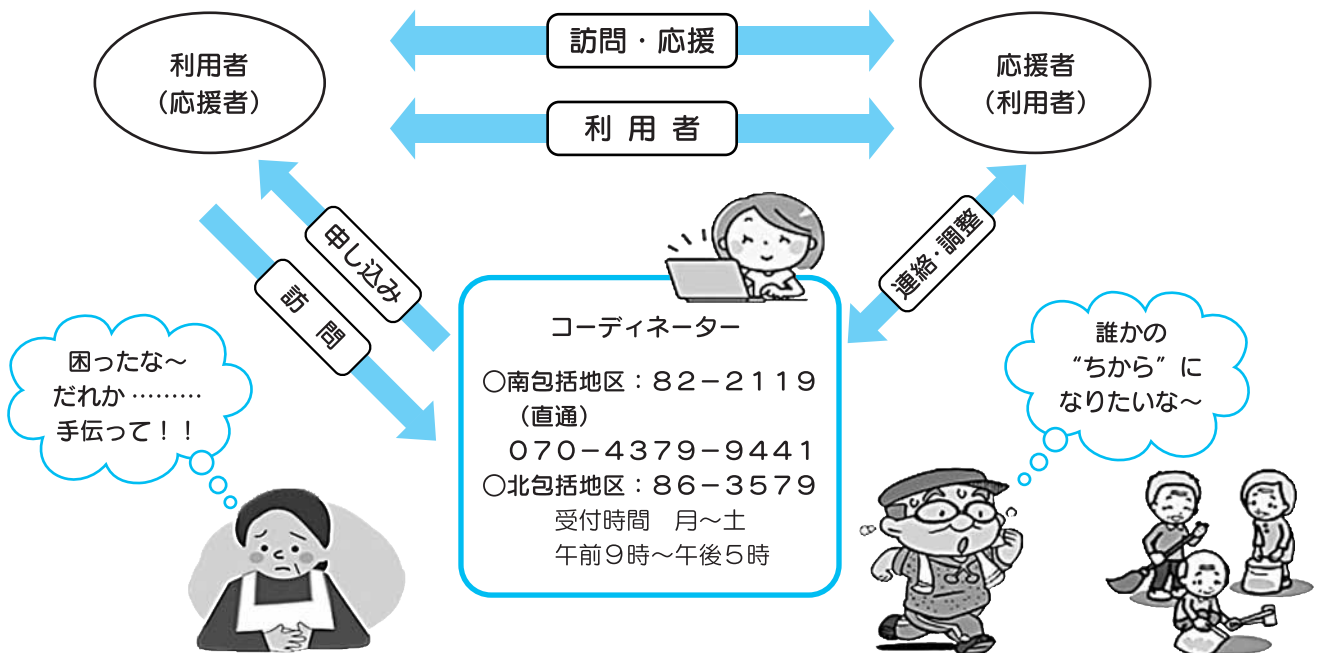 利用者
（応援者）
訪問・応援
利用者
応援者
（利用者）
申し込み
訪問
連絡・調整
コーディネーター
○南包括地区：８２－２１１９
（直通）
０７０－４３７９－９４４１
○北包括地区：８６－３５７９
受付時間　月～土
午前９時～午後５時
困ったな～
だれか………
手伝って！！
誰かの
“ちから”に
なりたいな～